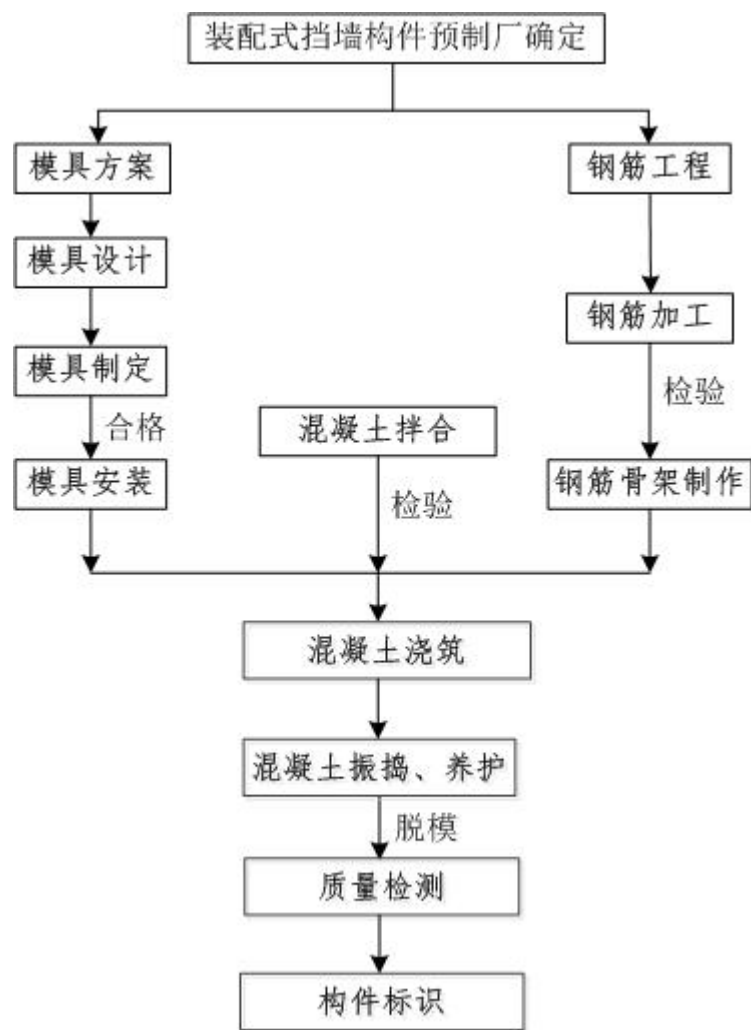 装配式挡墙构件预制厂确定
模具方案
钢筋工程
模具设计
钢筋加工
模具制定
检验
合格
混凝土拌合
模具安装
钢筋骨架制作
检验
混凝土浇筑
混凝土振捣、养护
脱模
质量检测
构件标识